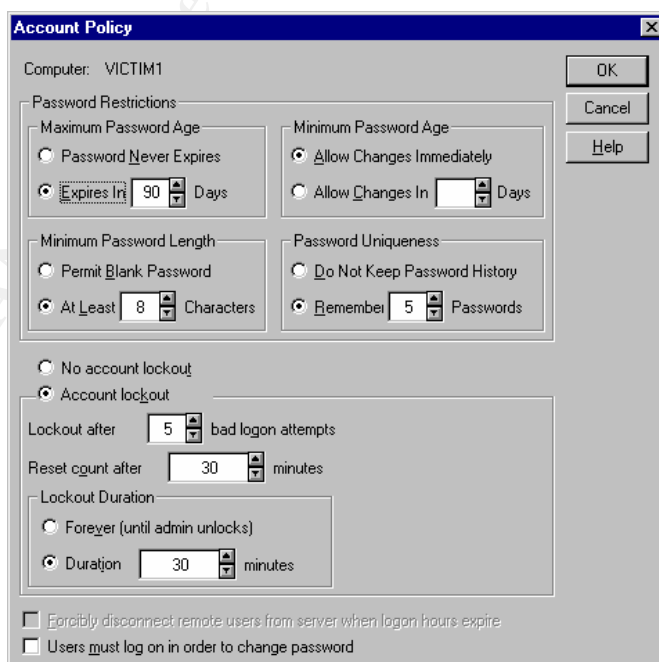 Account Policy
Computer: VICTIM1
OK
Cancel
Help
Password Restrictions
Maximum Password Age
Password Never Expires
Expires In 90 Days
Minimum Password Age
Allow Changes Immediately
Allow Changes In Days
Minimum Password Length
Permit Blank Password
At Least 8 Characters
Password Uniqueness
Do Not Keep Password History
Remember 5 Passwords
No account lockout
Account lockout
Lockout after 5 bad logon attempts
Reset count after 30 minutes
Lockout Duration
Forever (until admin unlocks)
Duration 30 minutes
Forcibly disconnect remote users from server when logon hours expire
Users must log on in order to change password